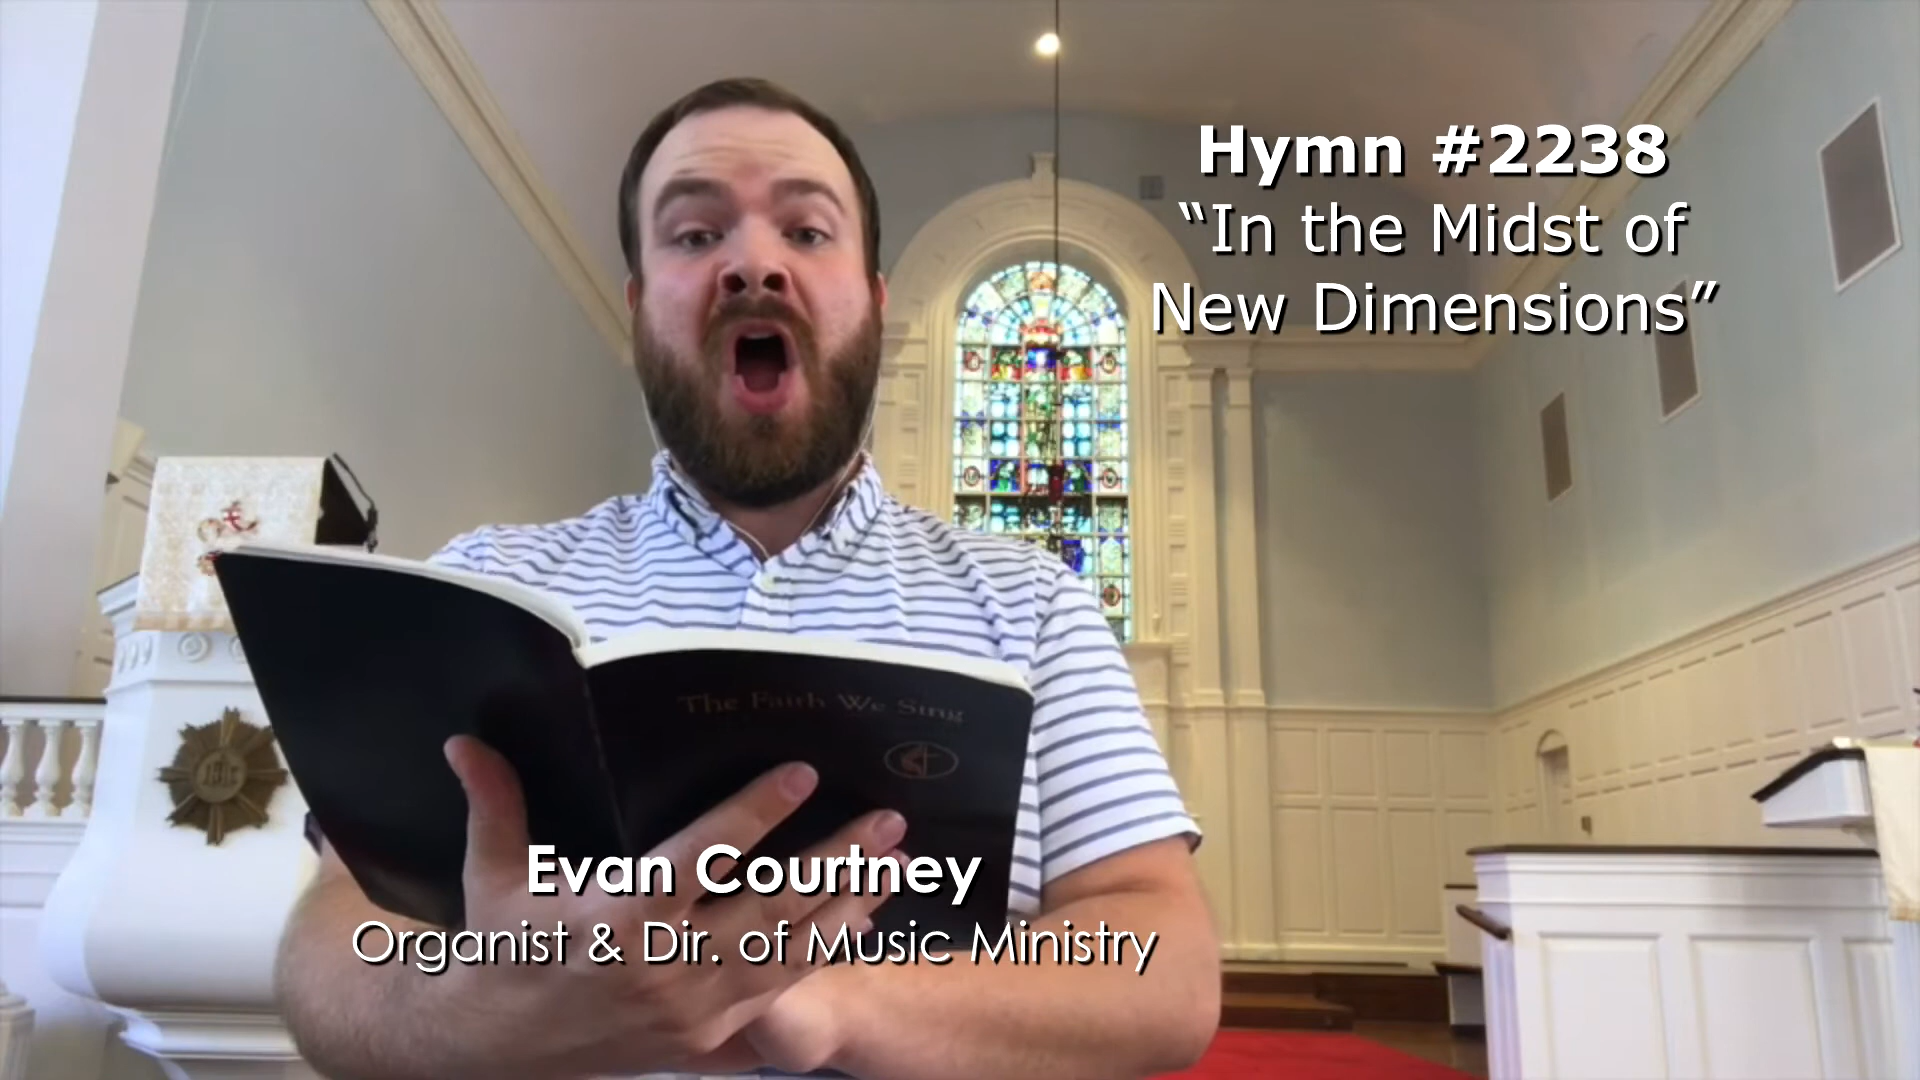 Hymn #2238
“In the Midst of
New Dimensions”
The Faith We Sing
IHS
Evan Courtney
Organist & Dir. of Music Ministry